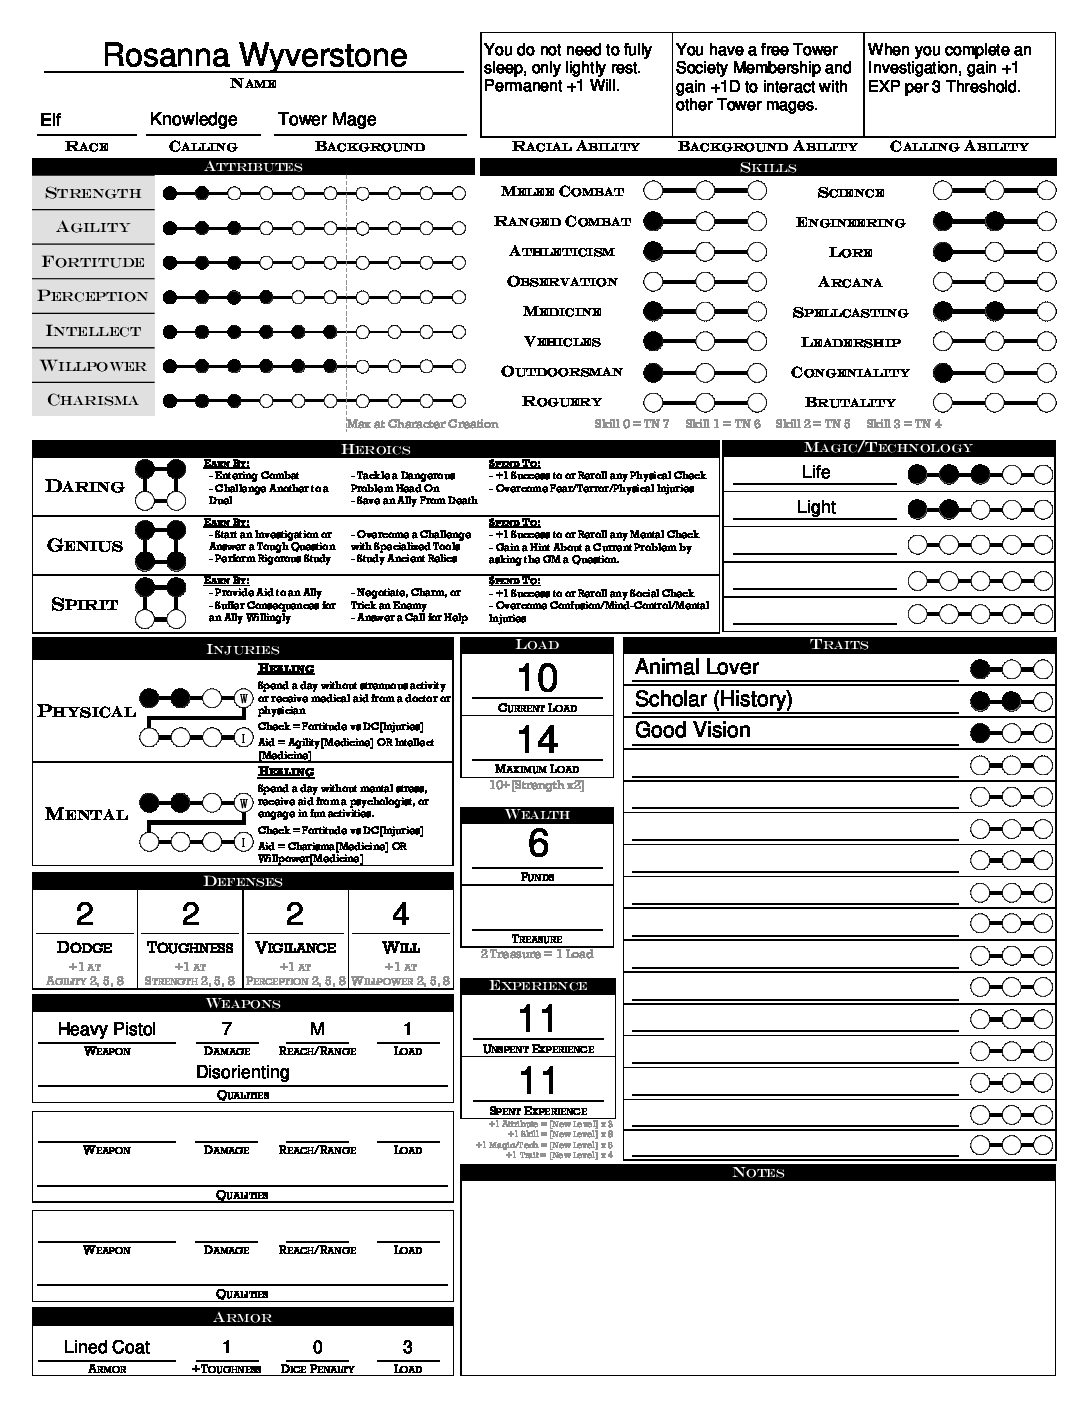 Rosanna Wyverstone
NAME
Elf Knowledge Tower Mage
RACE CALLING BACKGROUND
You do not need to fully
sleep, only lightly rest.
Permanent +1 Will.
RACIAL ABILITY
You have a free Tower
Society Membership and
gain +1D to interact with
other Tower mages.
BACKGROUND ABILITY
When you complete an
Investigation, gain +1
EXP per 3 Threshold.
CALLING ABILITY
ATTRIBUTES
STRENGTH
AGILITY
FORTITUDE
PERCEPTION
INTELLECT
WILLPOWER
CHARISMA
Max at Character Creation
SKILLS
MELEE COMBAT
RANGED COMBAT
ATHLETICISM
OBSERVATION
MEDICINE
VEHICLES
OUTDOORSMAN
ROGUERY
SCIENCE
ENGINEERING
LORE
ARCANA
SPELLCASTING
LEADERSHIP
CONGENIALITY
BRUTALITY
Skill 0 = TN 7 Skill 1 = TN 6 Skill 2 = TN 5 Skill 3 = TN 4
HEROICS
DARING
EARN BY:
- Entering Combat
- Challenge Another to a
Duel
- Tackle a Dangerous
Problem Head On
- Save an Ally From Death
SPEND TO:
- +1 Success to or Reroll any Physical Check
- Overcome Fear/Terror/Physical Injuries
GENIUS
EARN BY:
- Start an Investigation or
Answer a Tough Question
- Perform Rigorous Study
- Overcome a Challenge
with Specialized Tools
- Study Ancient Relics
SPEND TO:
- +1 Success to or Reroll any Mental Check
- Gain a Hint About a Current Problem by
asking the GM a Question.
SPIRIT
EARN BY:
- Provide Aid to an Ally
- Suffer Consequences for
an Ally Willingly
- Negotiate, Charm, or
Trick an Enemy
- Answer a Call for Help
SPEND TO:
- +1 Success to or Reroll any Social Check
- Overcome Confusion/Mind-Control/Mental
Injuries
MAGIC/TECHNOLOGY
Life
Light
INJURIES
PHYSICAL
W
I
HEALING
Spend a day without strenuous activity
or receive medical aid from a doctor or
physician
Check = Fortitude vs DC[Injuries]
Aid = Agility[Medicine] OR Intellect
[Medicine]
MENTAL
W
I
HEALING
Spend a day without mental stress,
receive aid from a psychologist, or
engage in fun activities.
Check = Fortitude vs DC[Injuries]
Aid = Charisma[Medicine] OR
Willpower[Medicine]
LOAD
10
CURRENT LOAD
14
MAXIMUM LOAD
10+[Strength x2]
WEALTH
6
FUNDS
TREASURE
2 Treasure = 1 Load
EXPERIENCE
11
UNSPENT EXPERIENCE
11
SPENT EXPERIENCE
+1 Attribute = [New Level] x 3
+1 Magic/Tech = [New Level] x 5
+1 Trait = [New Level] x 4
TRAITS
Animal Lover
Scholar (History)
Good Vision
DEFENSES
2 2 2 4
DODGE TOUGHNESS VIGILANCE WILL
+1 AT +1 AT +1 AT +1 AT
AGILITY 2, 5, 8 STRENGTH 2, 5, 8 PERCEPTION 2, 5, 8 WILLPOWER 2, 5, 8
WEAPONS
Heavy Pistol 7 M 1
WEAPON DAMAGE REACH/RANGE LOAD
Disorienting
QUALITIES
WEAPON DAMAGE REACH/RANGE LOAD
QUALITIES
WEAPON DAMAGE REACH/RANGE LOAD
QUALITIES
ARMOR
Lined Coat 1 0 3
ARMOR +TOUGHNESS DICE PENALTY LOAD
NOTES